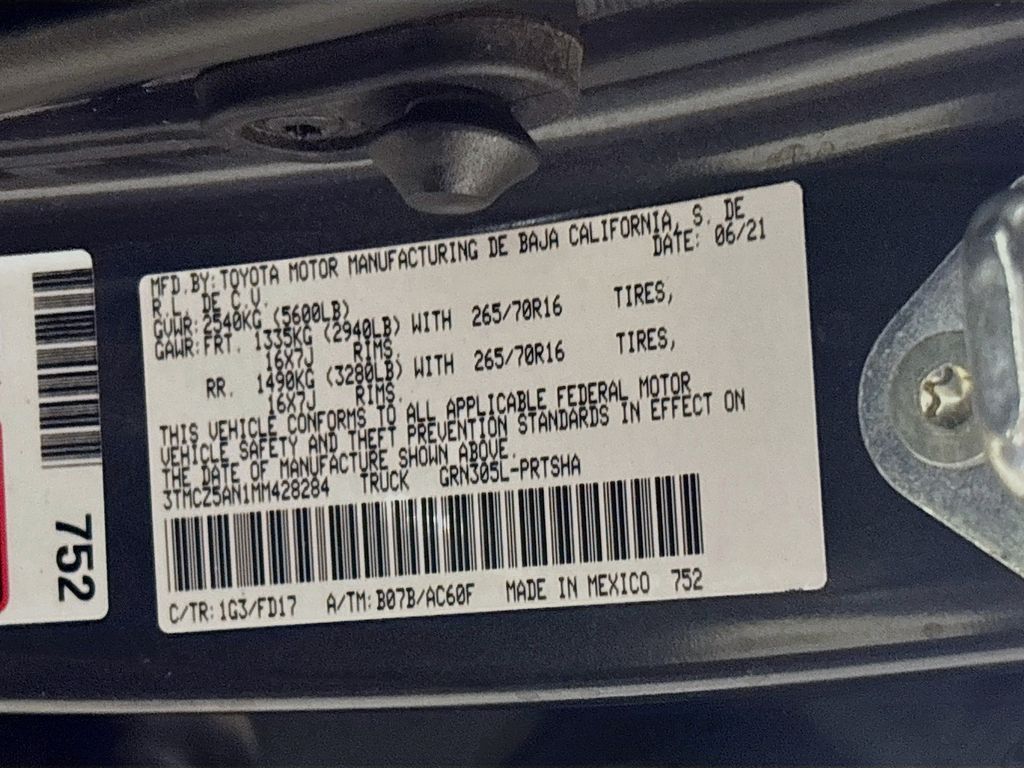 MFD.BY:TOYOTA MOTOR MANUFACTURING DE BAJA CALIFORNIA, S. DE
R.L. DE C.V. DATE: 06/21
GVWR: 2540KG (5600LB)
GAWR:FRT. 1335KG (2940LB) WITH 265/70R16 TIRES,
16X7J RIMS,
RR. 1490KG (3280LB) WITH 265/70R16 TIRES,
16X7J RIMS.
THIS VEHICLE CONFORMS TO ALL APPLICABLE FEDERAL MOTOR
VEHICLE SAFETY AND THEFT PREVENTION STANDARDS IN EFFECT ON
THE DATE OF MANUFACTURE SHOWN ABOVE.
3TMCZ5AN1MM428284 TRUCK GRN305L-PRTSHA
C/TR:1G3/FD17 A/TM:B07B/AC60F MADE IN MEXICO 752
752